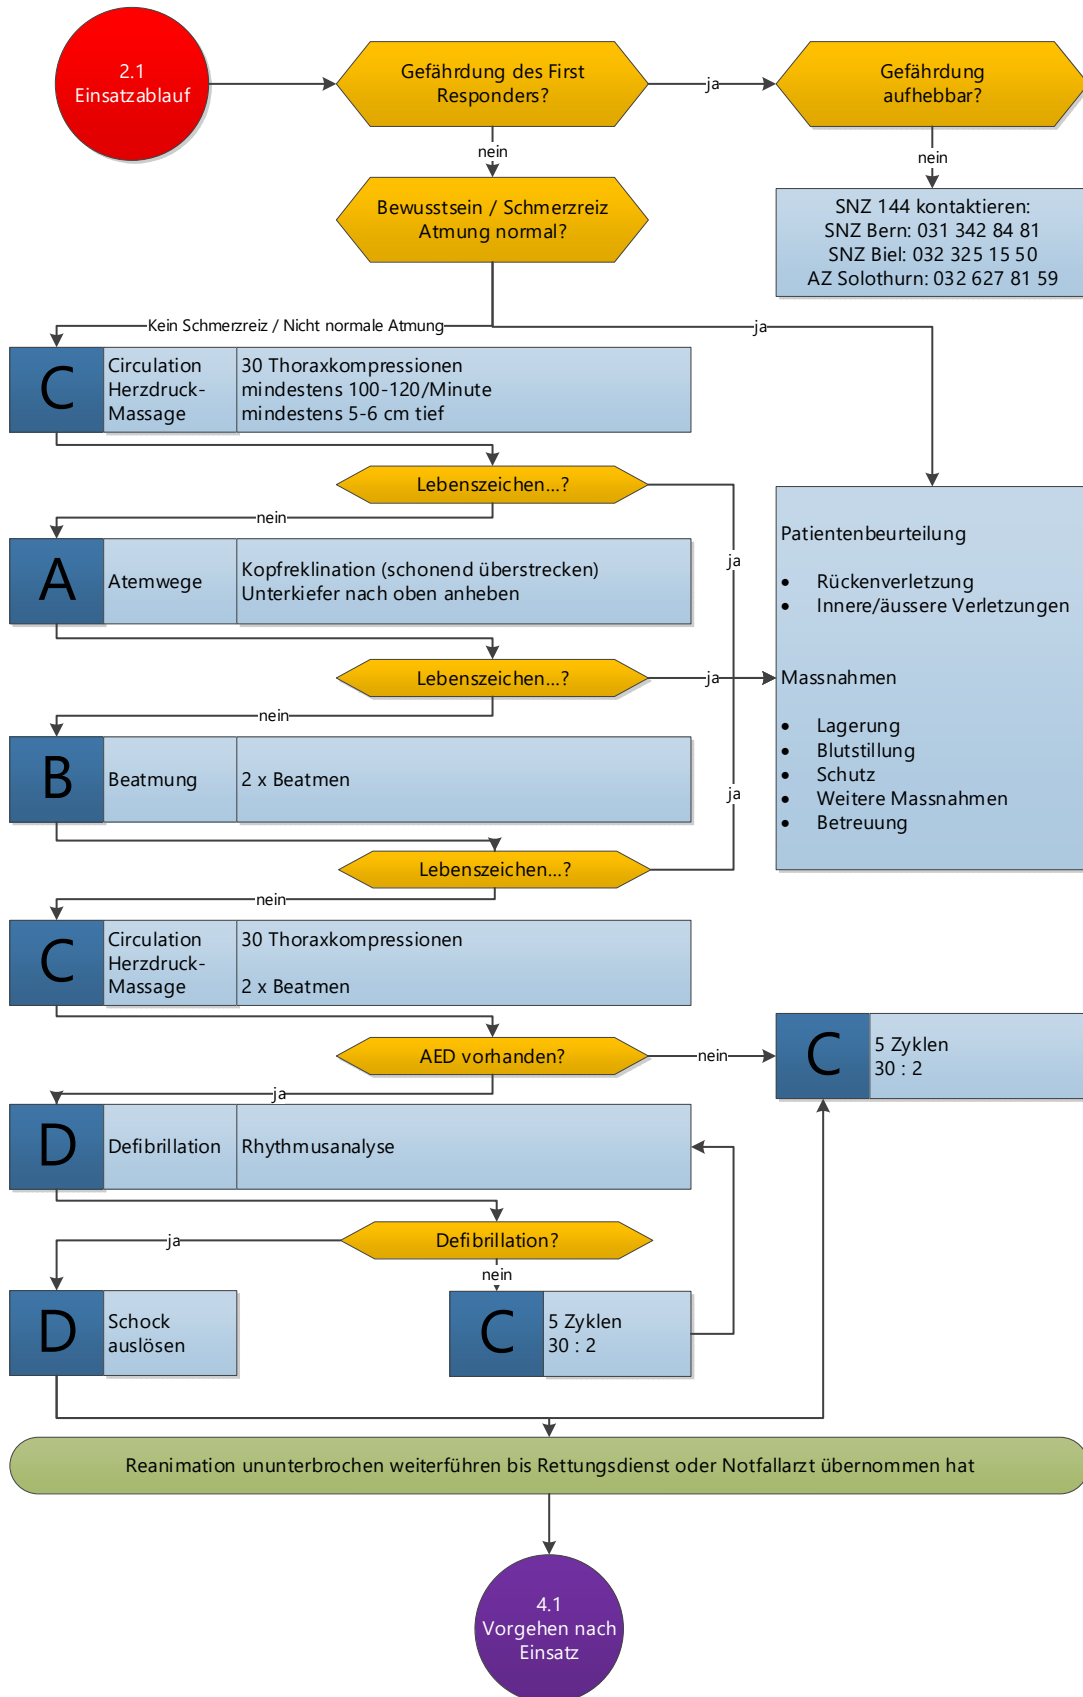 2.1
Einsatzablauf
Gefährdung des First
Responders?
ja
Gefährdung
aufhebbar?
nein
nein
Bewusstsein / Schmerzreiz
Atmung normal?
SNZ 144 kontaktieren:
SNZ Bern: 031 342 84 81
SNZ Biel: 032 325 15 50
AZ Solothurn: 032 627 81 59
Kein Schmerzreiz / Nicht normale Atmung
ja
C
Circulation
Herzdruck-
Massage
30 Thoraxkompressionen
mindestens 100-120/Minute
mindestens 5-6 cm tief
Lebenszeichen...?
nein
ja
A
Atemwege
Kopfreklination (schonend überstrecken)
Unterkiefer nach oben anheben
Lebenszeichen...?
ja
nein
Patientenbeurteilung
• Rückenverletzung
• Innere/äussere Verletzungen
Massnahmen
• Lagerung
• Blutstillung
• Schutz
• Weitere Massnahmen
• Betreuung
B
Beatmung
2 x Beatmen
ja
Lebenszeichen...?
nein
C
Circulation
Herzdruck-
Massage
30 Thoraxkompressionen
2 x Beatmen
AED vorhanden?
nein
C
5 Zyklen
30 : 2
ja
D
Defibrillation
Rhythmusanalyse
Defibrillation?
ja
nein
D
Schock
auslösen
C
5 Zyklen
30 : 2
Reanimation ununterbrochen weiterführen bis Rettungsdienst oder Notfallarzt übernommen hat
4.1
Vorgehen nach
Einsatz